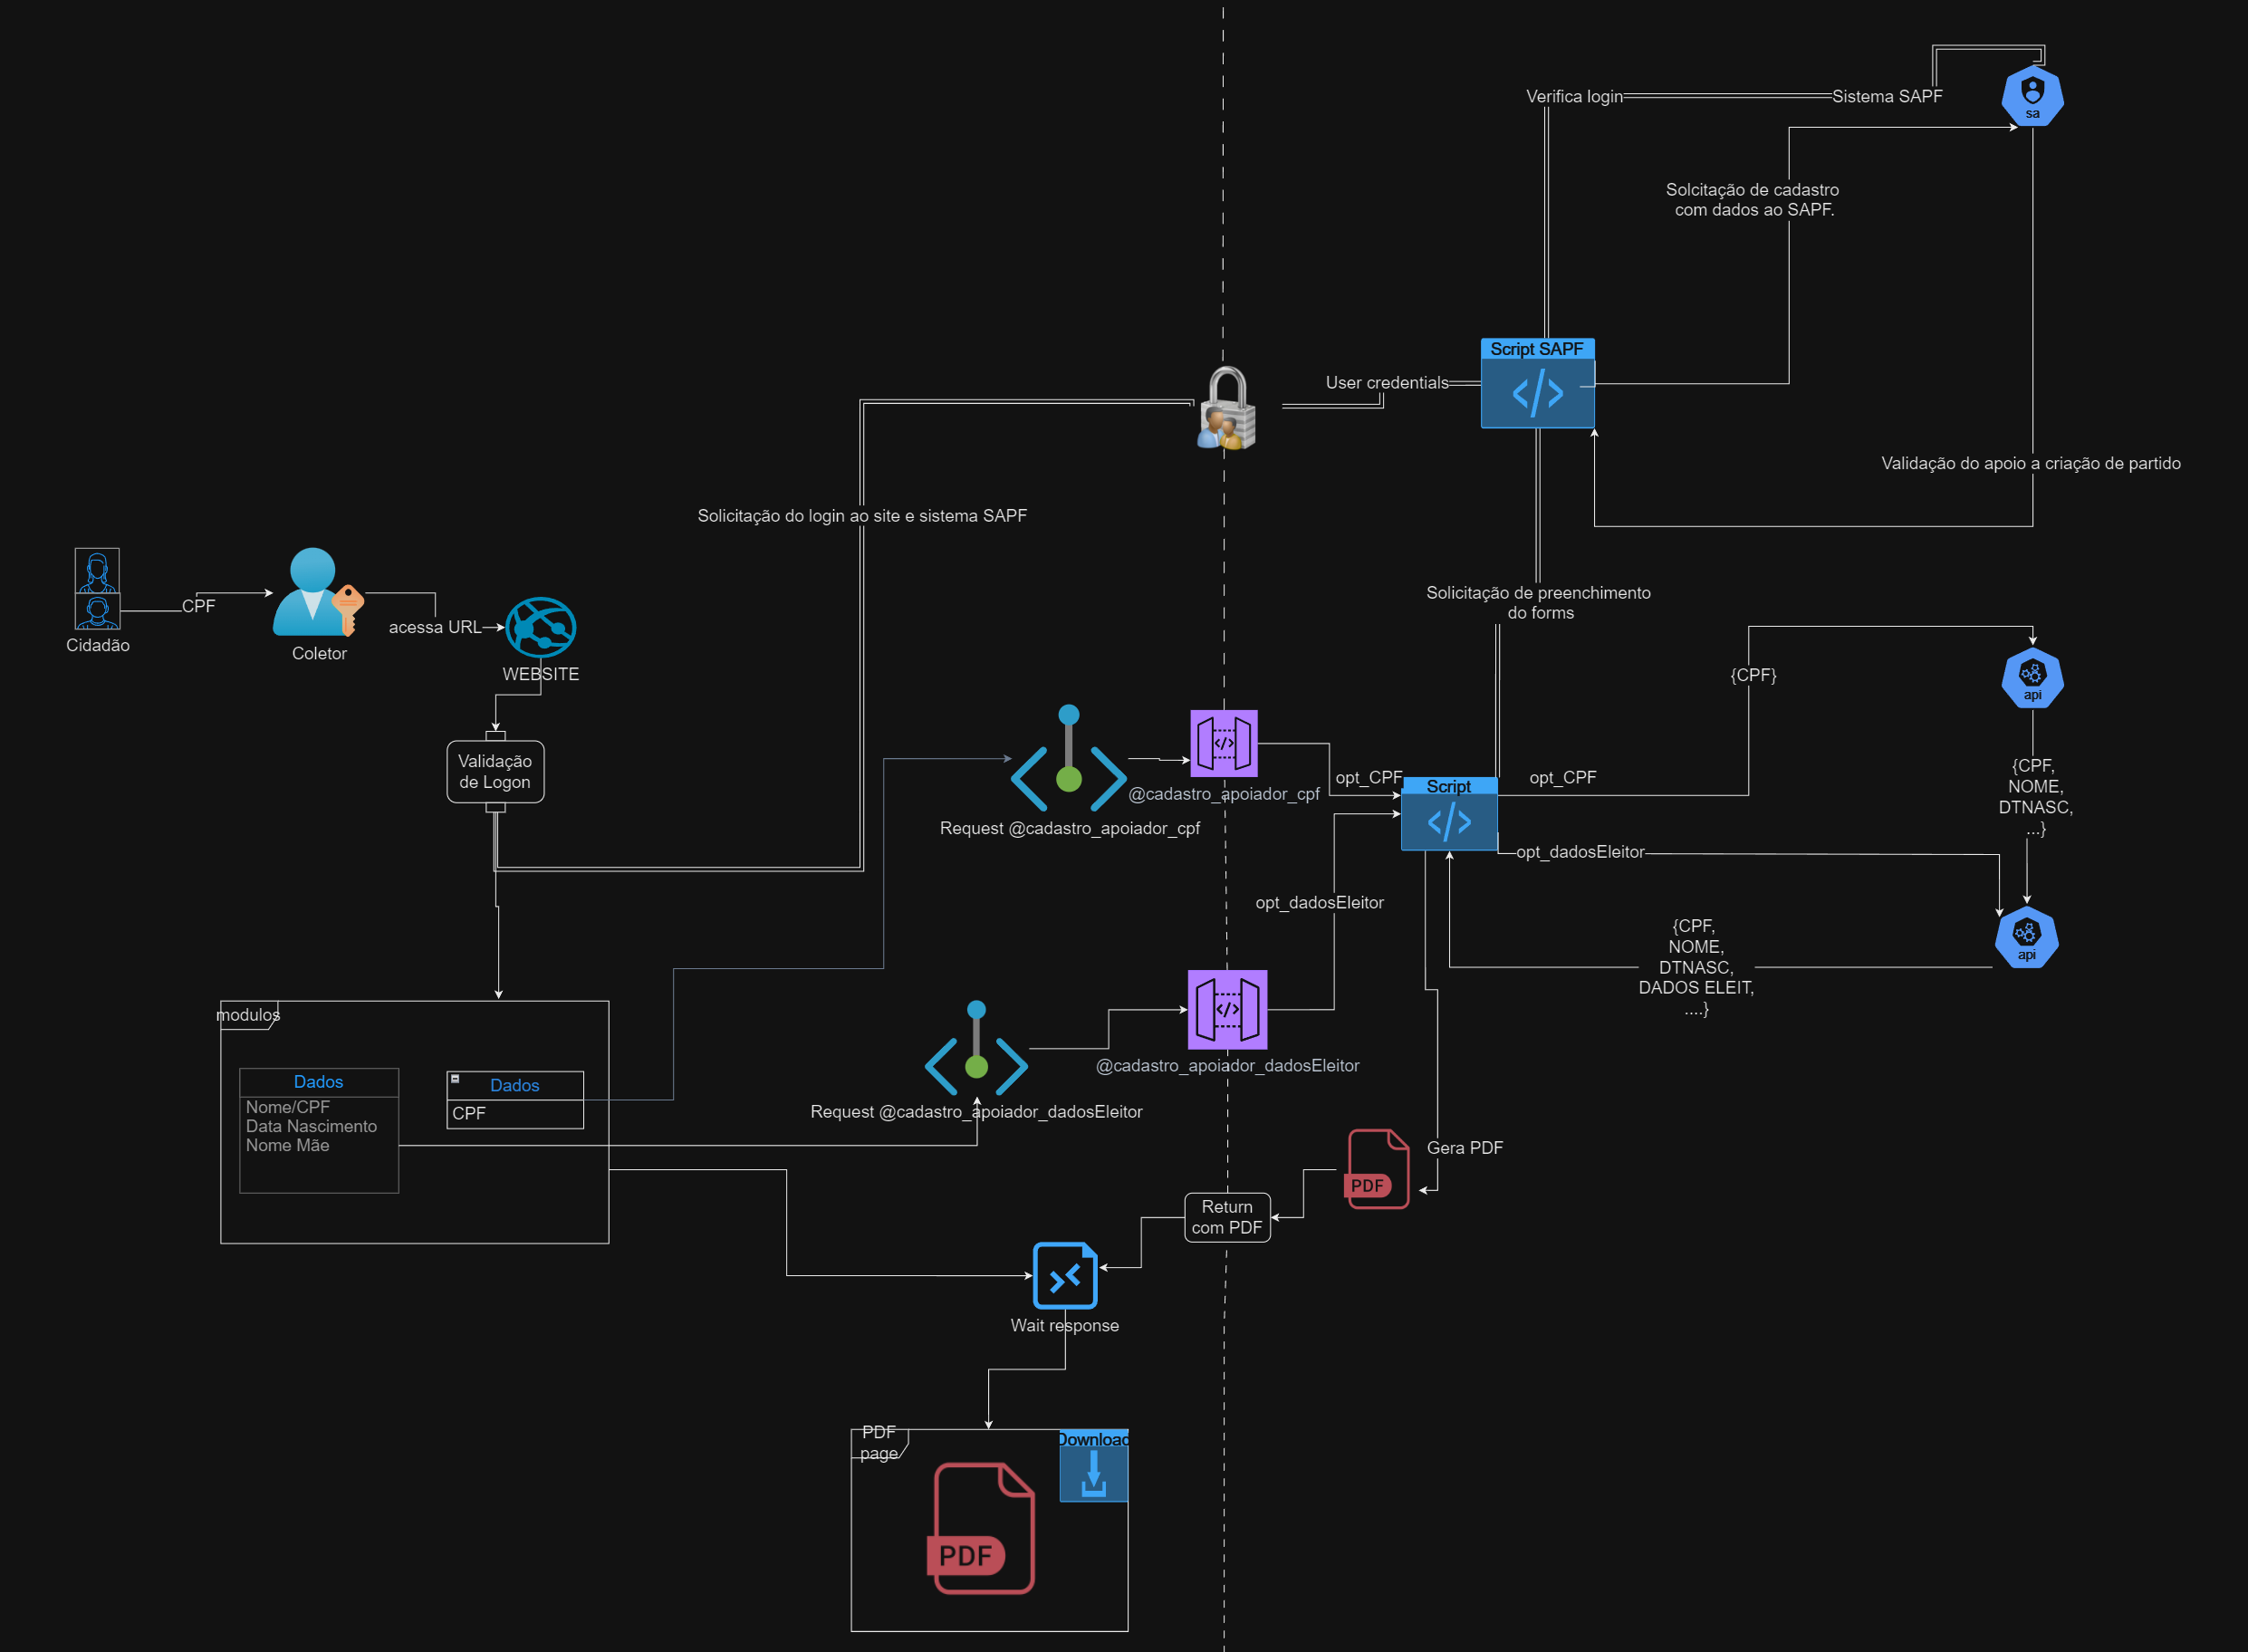 Verifica login
Sistema SAPF
sa
Solcitação de cadastro
com dados ao SAPF.
Script SAPF
User credentials
Validação do apoio a criação de partido
Solicitação do login ao site e sistema SAPF
CPF
Cidadão
Coletor
acessa URL
WEBSITE
Solicitação de preenchimento
do forms
{CPF}
api
Validação
de Logon
{CPF,
NOME,
DTNASC,
...}
opt_CPF
Script
opt_CPF
@cadastro_apoiador_cpf
Request @cadastro_apoiador_cpf
opt_dadosEleitor
opt_dadosEleitor
{CPF,
NOME,
DTNASC,
DADOS ELEIT,
....}
api
modulos
Dados
Nome/CPF
Data Nascimento
Nome Mãe
Dados
CPF
@cadastro_apoiador_dadosEleitor
Request @cadastro_apoiador_dadosEleitor
Gera PDF
PDF
Return
com PDF
Wait response
PDF
page
Download
PDF